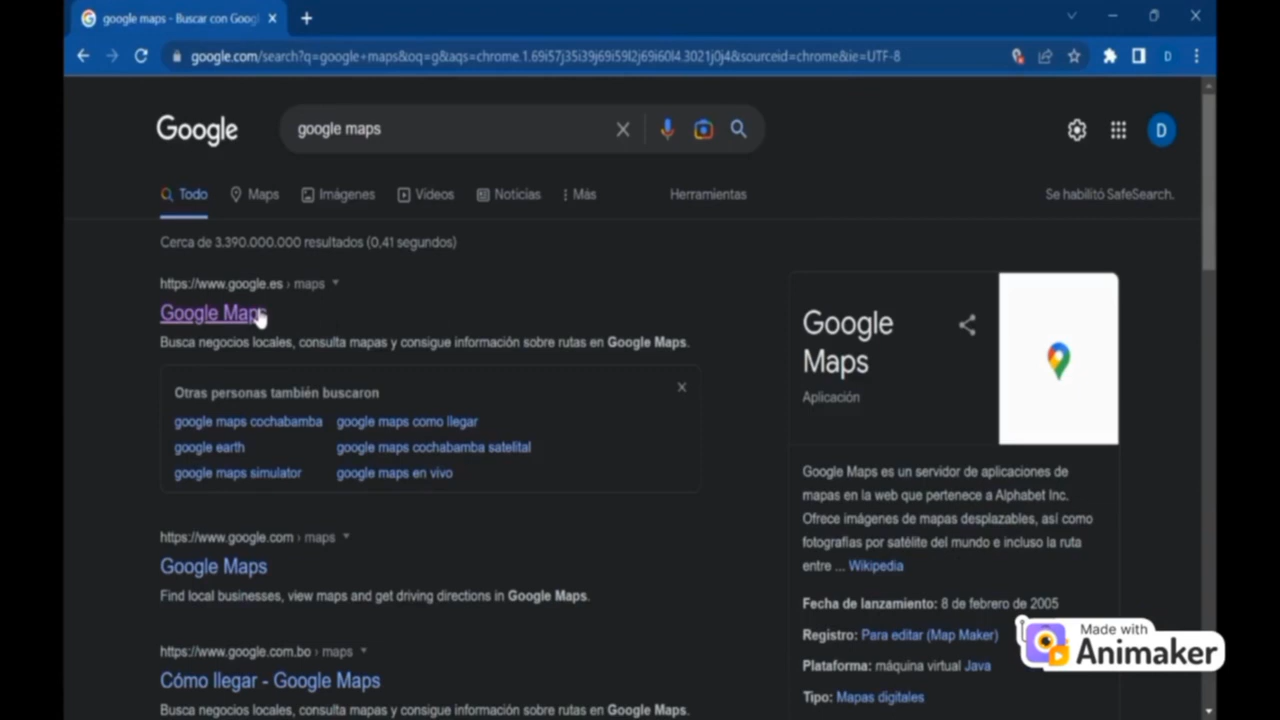 google maps - Buscar con Googl
google.com/search?q=google+maps&oq=g&aqs=chrome.1.69i57j35i39j69i59l2j69i60l4.3021j0j4&sourceid=chrome&ie=UTF-8
D
Google
google maps
D
Todo
Maps
Imágenes
Videos
Noticias
Más
Herramientas
Se habilitó SafeSearch.
Cerca de 3.390.000.000 resultados (0,41 segundos)
https://www.google.es › maps
Google Maps
Busca negocios locales, consulta mapas y consigue información sobre rutas en Google Maps.
Otras personas también buscaron
google maps cochabamba
google maps como llegar
google earth
google maps cochabamba satelital
google maps simulator
google maps en vivo
https://www.google.com › maps
Google Maps
Find local businesses, view maps and get driving directions in Google Maps.
https://www.google.com.bo › maps
Cómo llegar - Google Maps
Busca negocios locales, consulta mapas y consigue información sobre rutas en Google Maps.
Google
Maps
Aplicación
Google Maps es un servidor de aplicaciones de
mapas en la web que pertenece a Alphabet Inc.
Ofrece imágenes de mapas desplazables, así como
fotografías por satélite del mundo e incluso la ruta
entre ... Wikipedia
Fecha de lanzamiento: 8 de febrero de 2005
Registro: Para editar (Map Maker)
Plataforma: máquina virtual Java
Tipo: Mapas digitales
Made with
Animaker